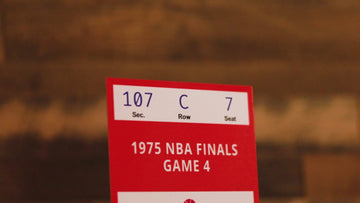 107 C 7
Sec. Row Seat
1975 NBA FINALS
GAME 4